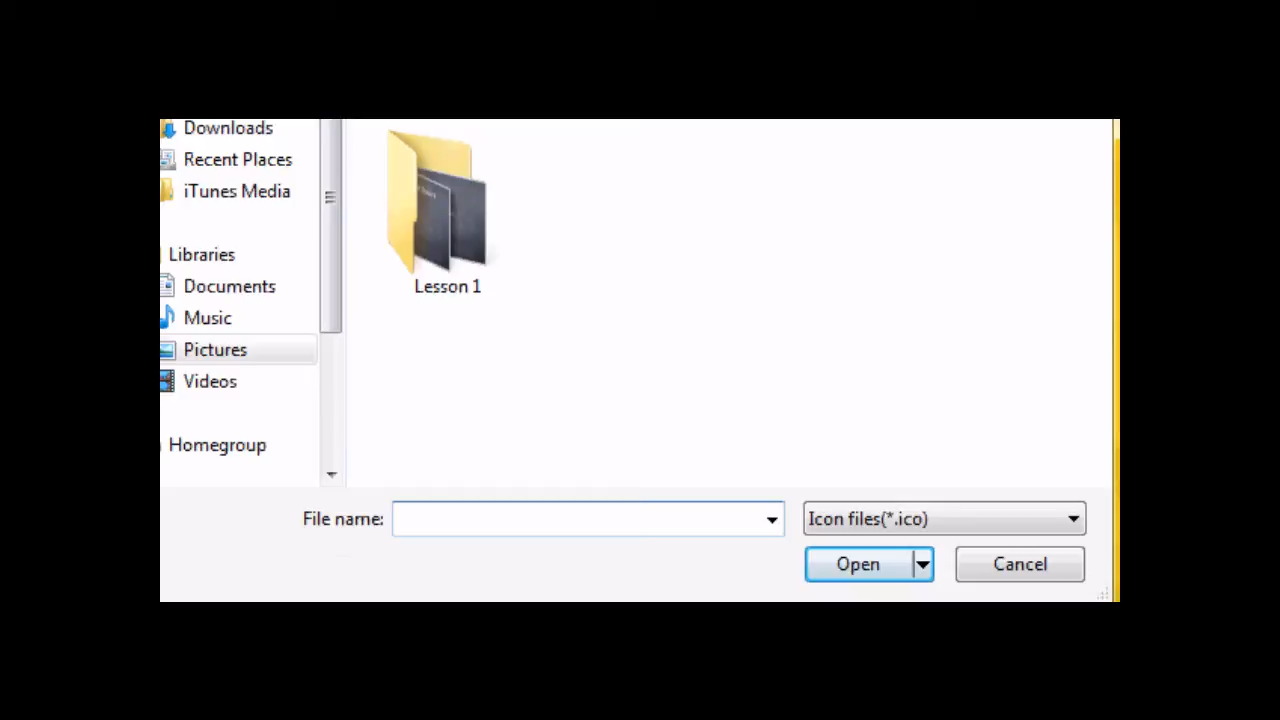 Downloads
Recent Places
iTunes Media
Libraries
Documents
Music
Pictures
Videos
Homegroup
Lesson 1
File name:
Icon files(*.ico)
Open
Cancel